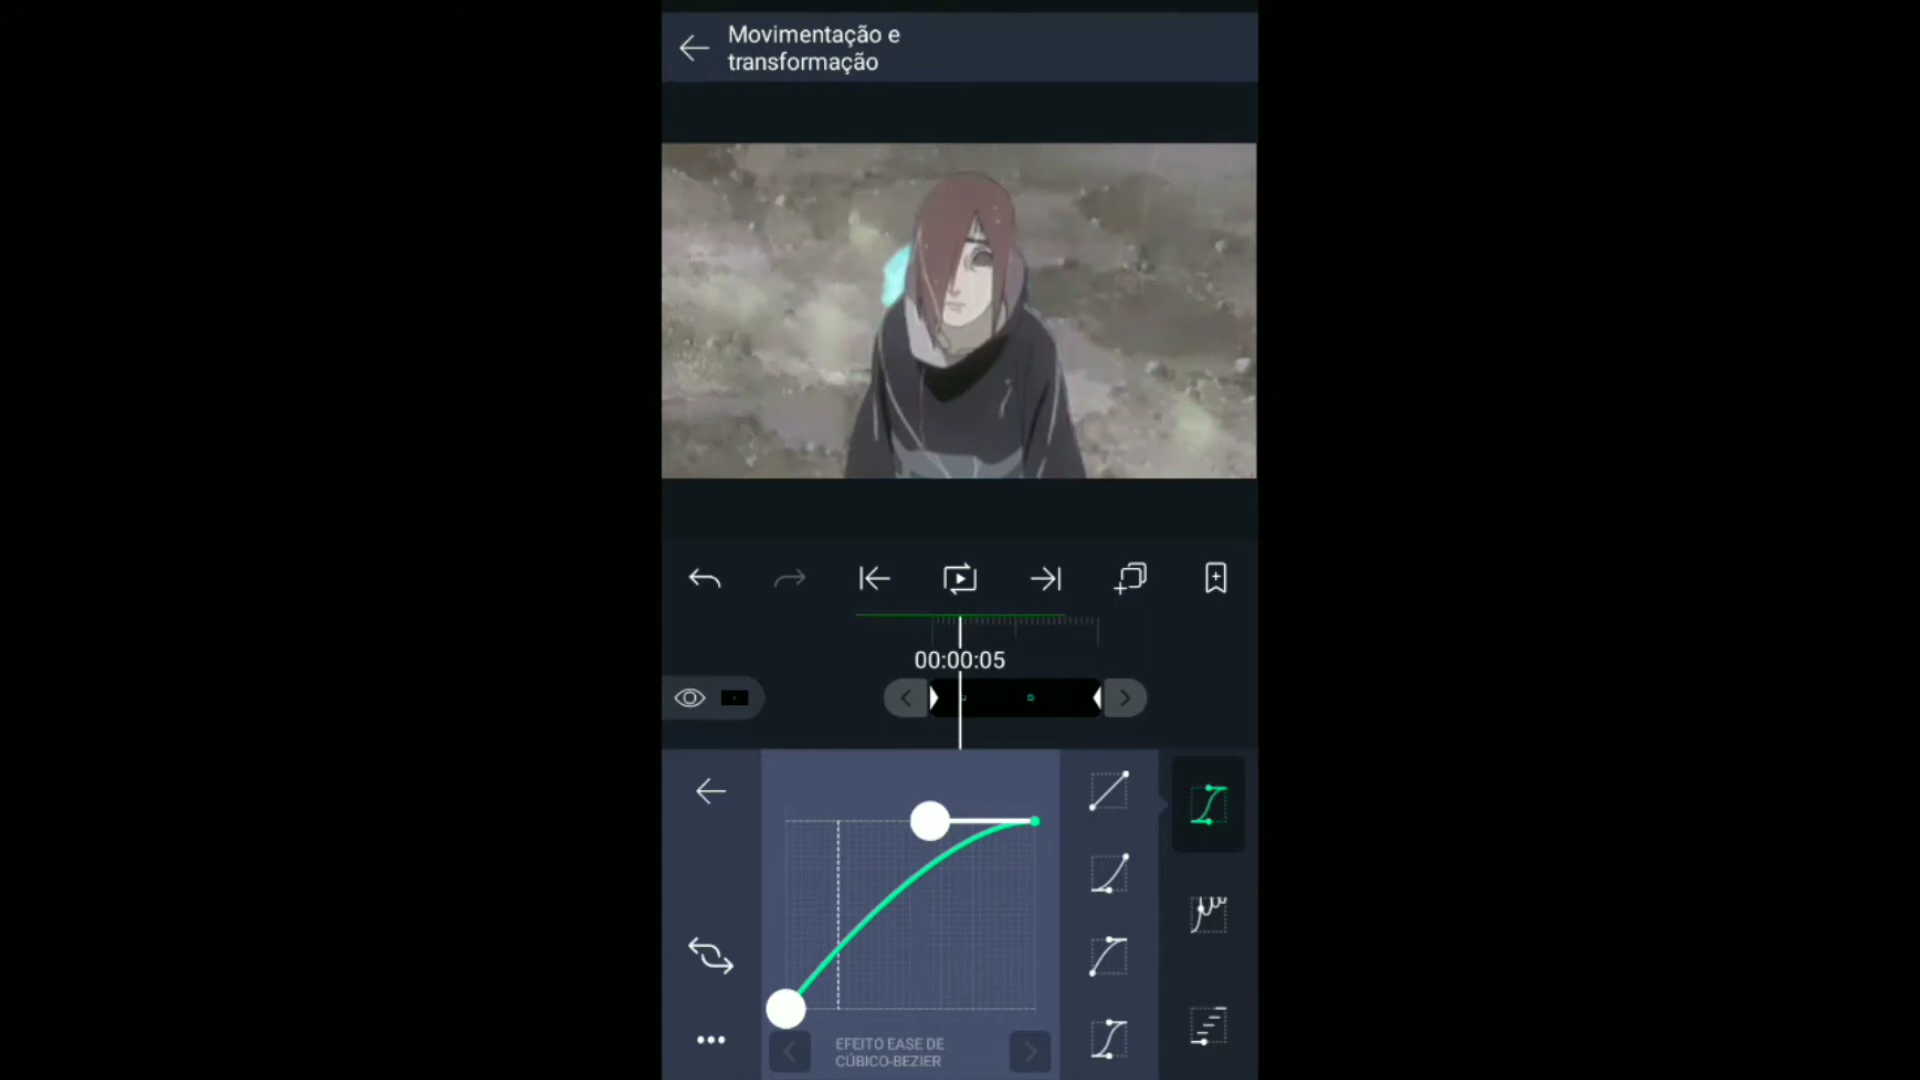 Movimentação e
transformação
00:00:05
EFEITO EASE DE
CÚBICO-BEZIER